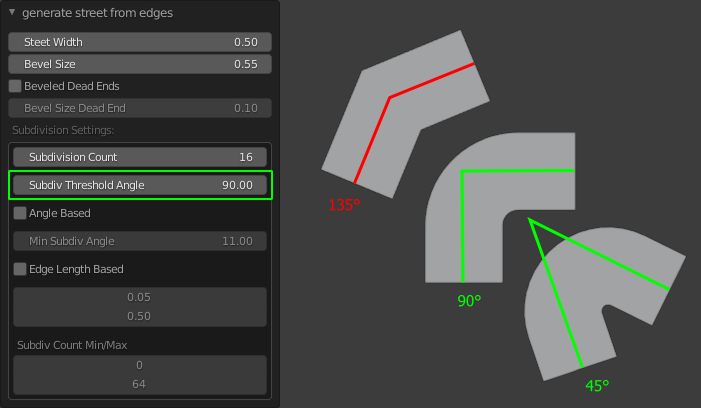 generate street from edges
Steet Width 0.50
Bevel Size 0.55
Beveled Dead Ends
Bevel Size Dead End 0.10
Subdivision Settings:
Subdivision Count 16
Subdiv Threshold Angle 90.00
Angle Based
Min Subdiv Angle 11.00
Edge Length Based
0.05
0.50
Subdiv Count Min/Max
0
64
135°
90°
45°